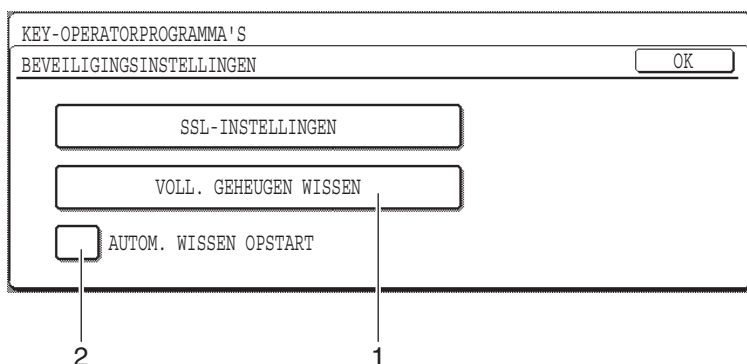 KEY-OPERATORPROGRAMMA'S
BEVEILIGINGSINSTELLINGEN OK
SSL-INSTELLINGEN
VOLL. GEHEUGEN WISSEN
AUTOM. WISSEN OPSTART
2 1